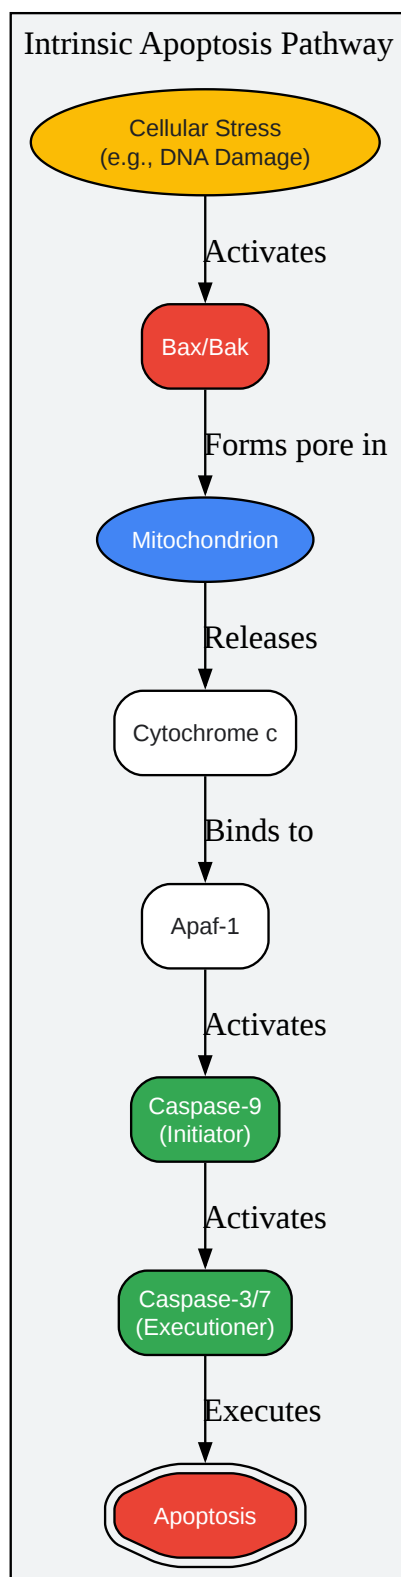 Intrinsic Apoptosis Pathway
Cellular Stress
(e.g., DNA Damage)
Activates
Bax/Bak
Forms pore in
Mitochondrion
Releases
Cytochrome c
Binds to
Apaf-1
Activates
Caspase-9
(Initiator)
Activates
Caspase-3/7
(Executioner)
Executes
Apoptosis